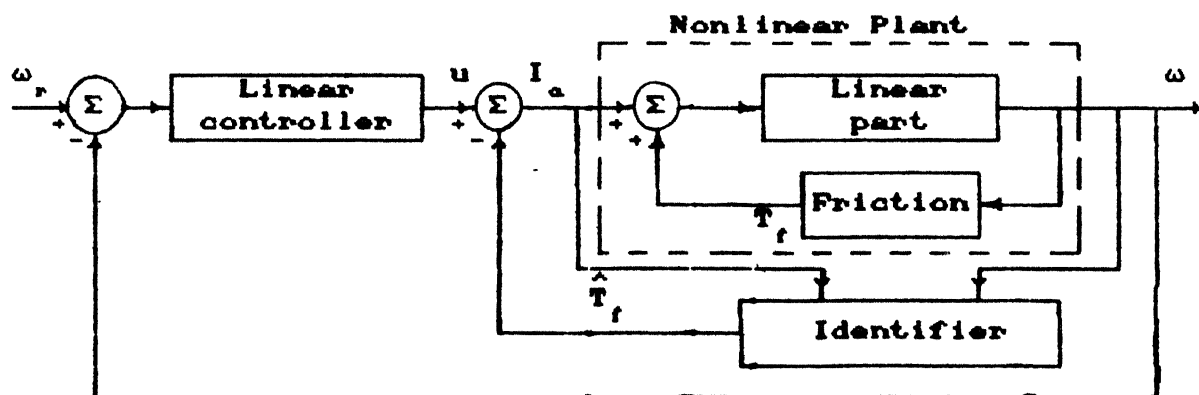 Nonlinear Plant
ω_r
Σ
+
-
Linear
controller
u
Σ
+
-
I_a
Σ
+
+
Linear
part
ω
Friction
T_f
T̂_f
Identifier